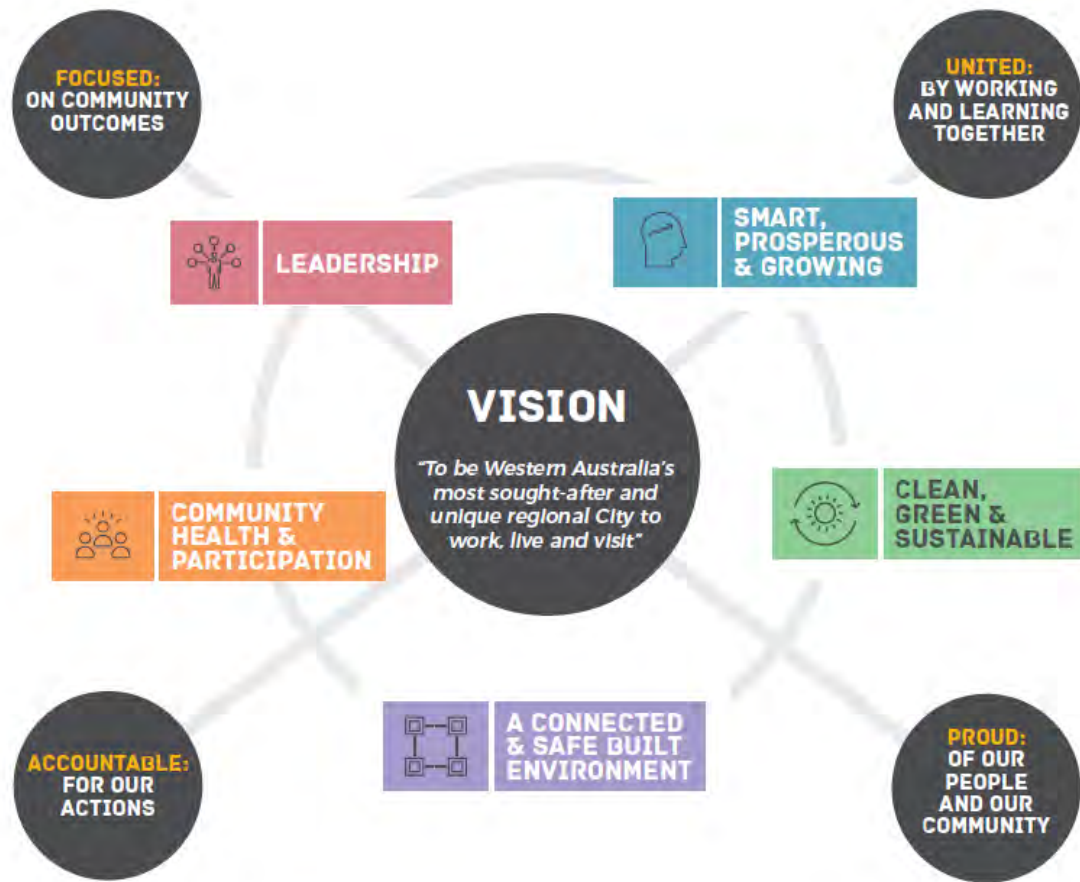 FOCUSED:
ON COMMUNITY
OUTCOMES
UNITED:
BY WORKING
AND LEARNING
TOGETHER
LEADERSHIP
SMART,
PROSPEROUS
& GROWING
VISION
"To be Western Australia's
most sought-after and
unique regional City to
work, live and visit"
COMMUNITY
HEALTH &
PARTICIPATION
CLEAN,
GREEN &
SUSTAINABLE
A CONNECTED
& SAFE BUILT
ENVIRONMENT
ACCOUNTABLE:
FOR OUR
ACTIONS
PROUD:
OF OUR
PEOPLE
AND OUR
COMMUNITY